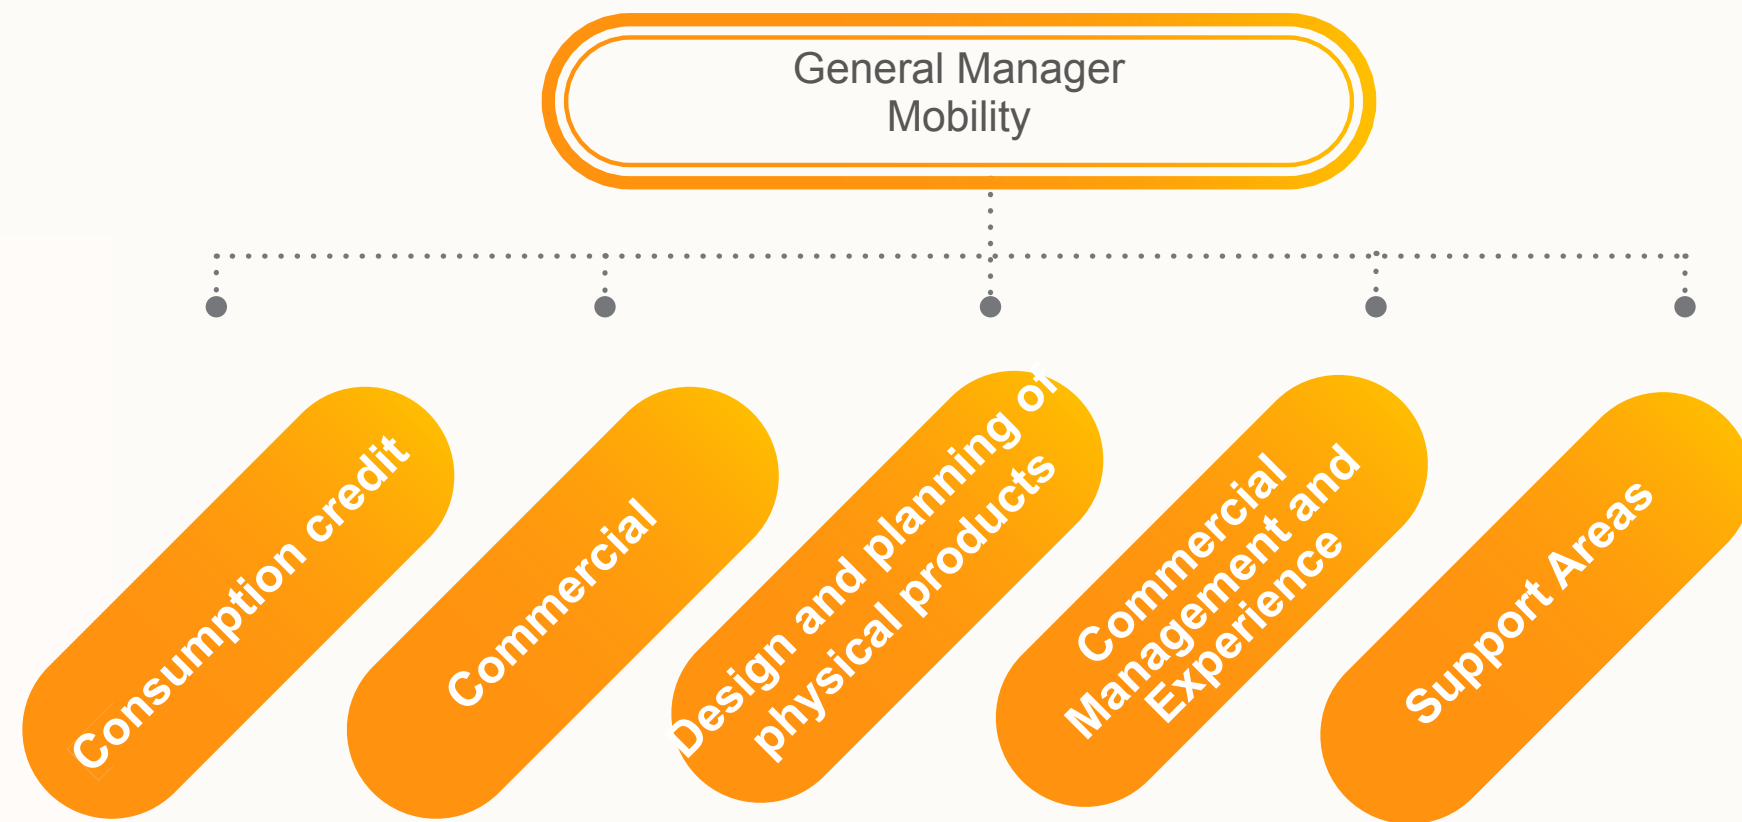 General Manager
Mobility
Consumption credit
Commercial
Design and planning of
physical products
Commercial
Management and
Experience
Support Areas